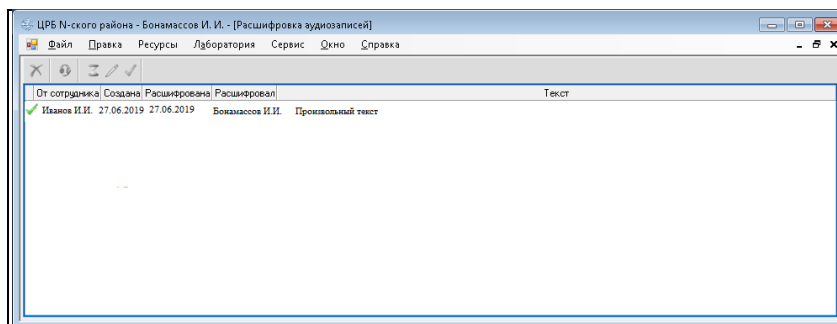 ЦРБ N-ского района - Бонамассов И. И. - [Расшифровка аудиозаписей]
Файл Правка Ресурсы Лаборатория Сервис Окно Справка
От сотрудника Создана Расшифрована Расшифровал Текст
Иванов И.И. 27.06.2019 27.06.2019 Бонамассов И.И. Произвольный текст